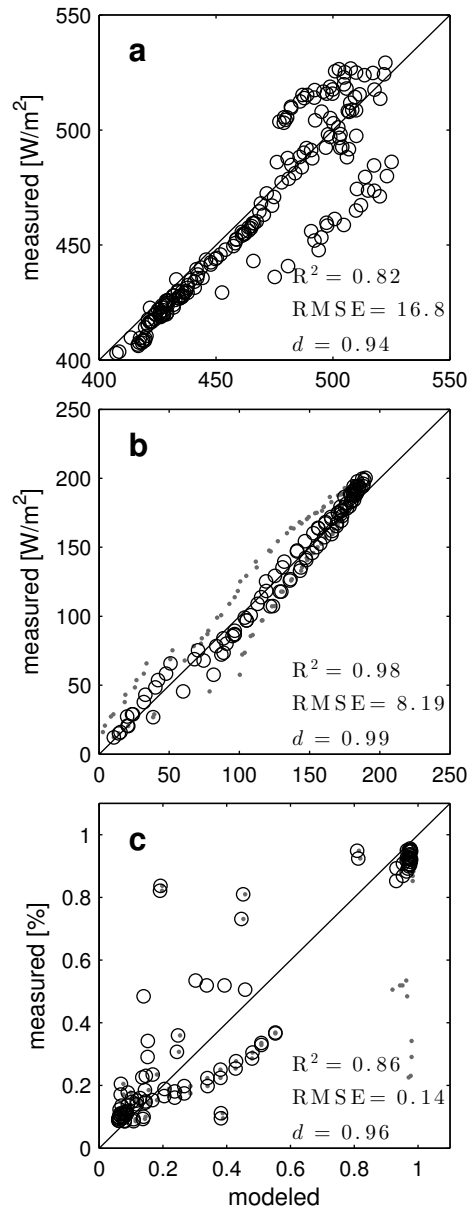 550
a
500
measured [W/m²]
450
R² = 0.82
RMSE= 16.8
d = 0.94
400
400 450 500 550
250
b
200
measured [W/m²]
150
100
R² = 0.98
50
RMSE= 8.19
d = 0.99
0
0 50 100 150 200 250
c
1
0.8
measured [%]
0.6
0.4
R² = 0.86
0.2
RMSE= 0.14
d = 0.96
0
0 0.2 0.4 0.6 0.8 1
modeled